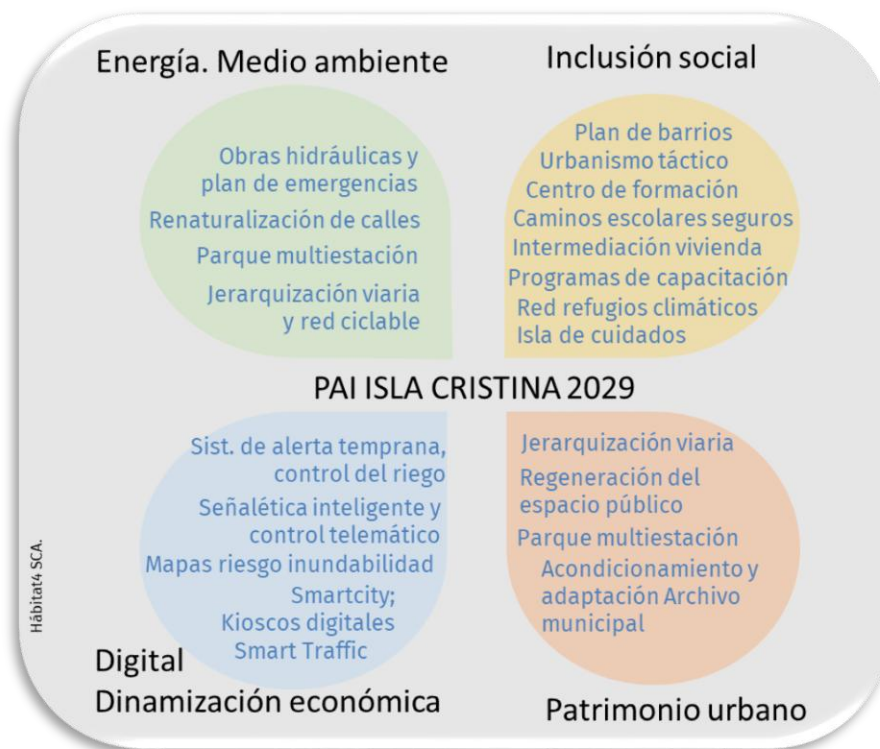 Energía. Medio ambiente
Obras hidráulicas y
plan de emergencias
Renaturalización de calles
Parque multiestación
Jerarquización viaria
y red ciclable
Inclusión social
Plan de barrios
Urbanismo táctico
Centro de formación
Caminos escolares seguros
Intermediación vivienda
Programas de capacitación
Red refugios climáticos
Isla de cuidados
PAI ISLA CRISTINA 2029
Sist. de alerta temprana,
control del riego
Señalética inteligente y
control telemático
Mapas riesgo inundabilidad
Smartcity;
Kioscos digitales
Smart Traffic
Digital
Dinamización económica
Jerarquización viaria
Regeneración del
espacio público
Parque multiestación
Acondicionamiento y
adaptación Archivo
municipal
Patrimonio urbano
Hábitat4 SCA.